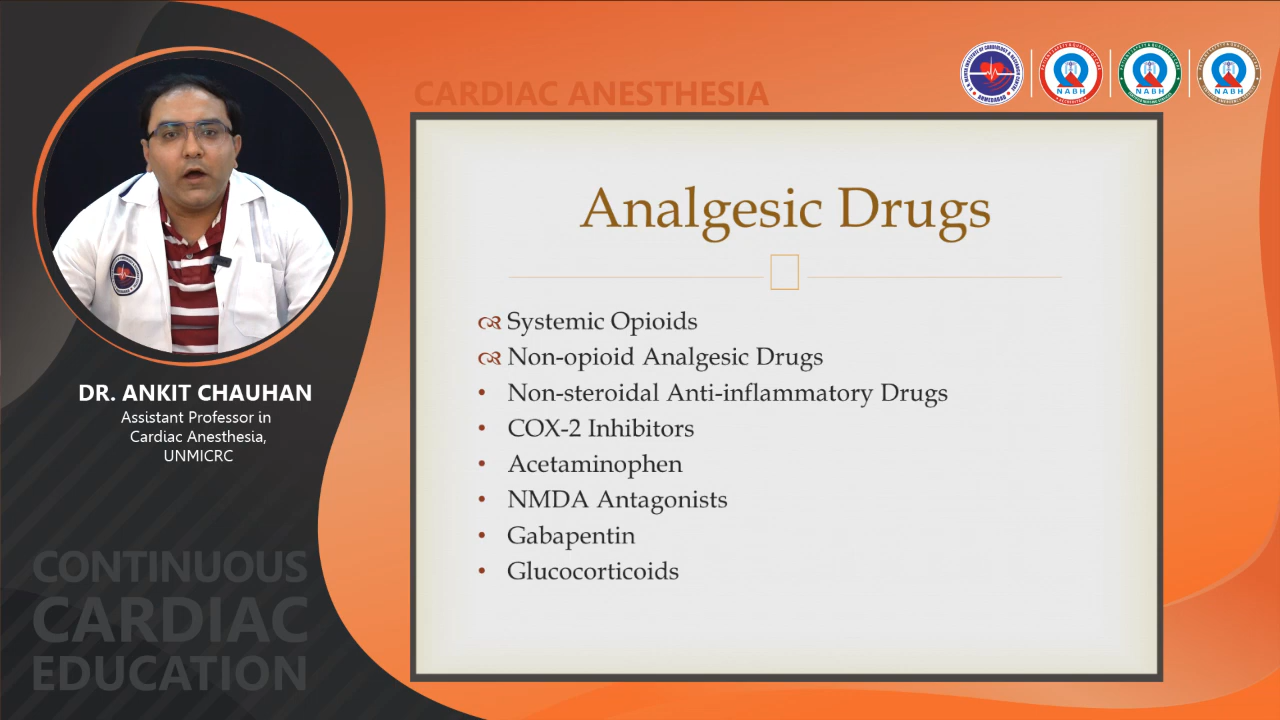 CARDIAC ANESTHESIA
NABH
NABH
NABH
Analgesic Drugs
Systemic Opioids
Non-opioid Analgesic Drugs
• Non-steroidal Anti-inflammatory Drugs
• COX-2 Inhibitors
• Acetaminophen
• NMDA Antagonists
• Gabapentin
• Glucocorticoids
DR. ANKIT CHAUHAN
Assistant Professor in
Cardiac Anesthesia,
UNMICRC
CONTINUOUS
CARDIAC
EDUCATION